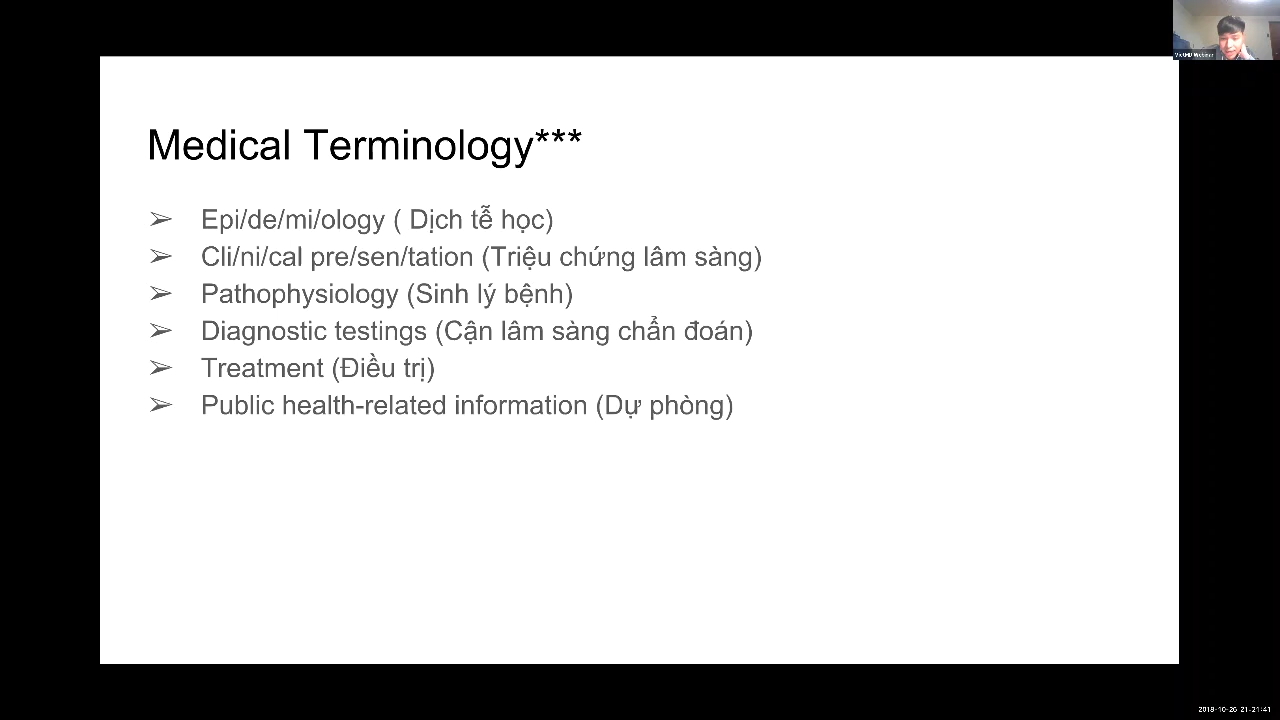 VietMD Webinar
Medical Terminology***
➢ Epi/de/mi/ology ( Dịch tễ học)
➢ Cli/ni/cal pre/sen/tation (Triệu chứng lâm sàng)
➢ Pathophysiology (Sinh lý bệnh)
➢ Diagnostic testings (Cận lâm sàng chẩn đoán)
➢ Treatment (Điều trị)
➢ Public health-related information (Dự phòng)
2018-10-26 21-21:41